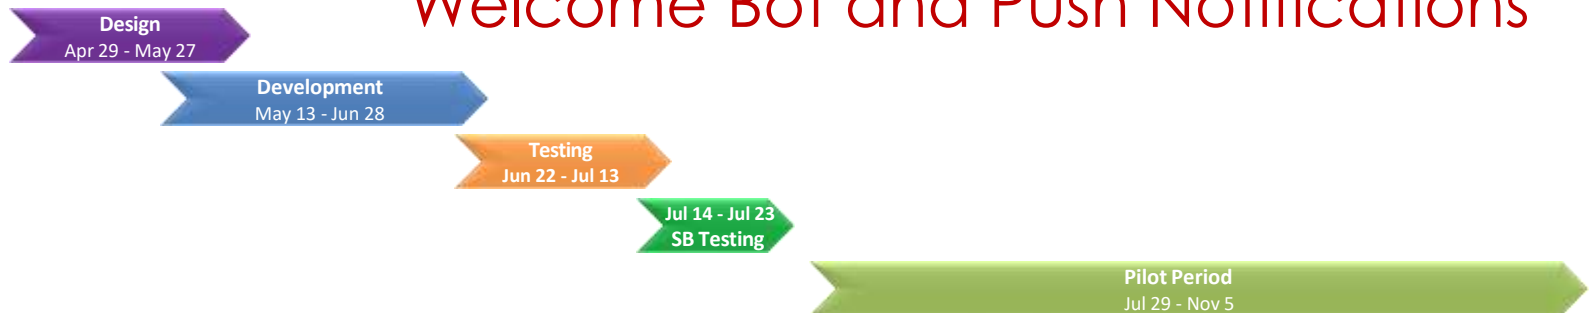 Welcome Bot and Push Notifications
Design
Apr 29 - May 27
Development
May 13 - Jun 28
Testing
Jun 22 - Jul 13
Jul 14 - Jul 23
SB Testing
Pilot Period
Jul 29 - Nov 5